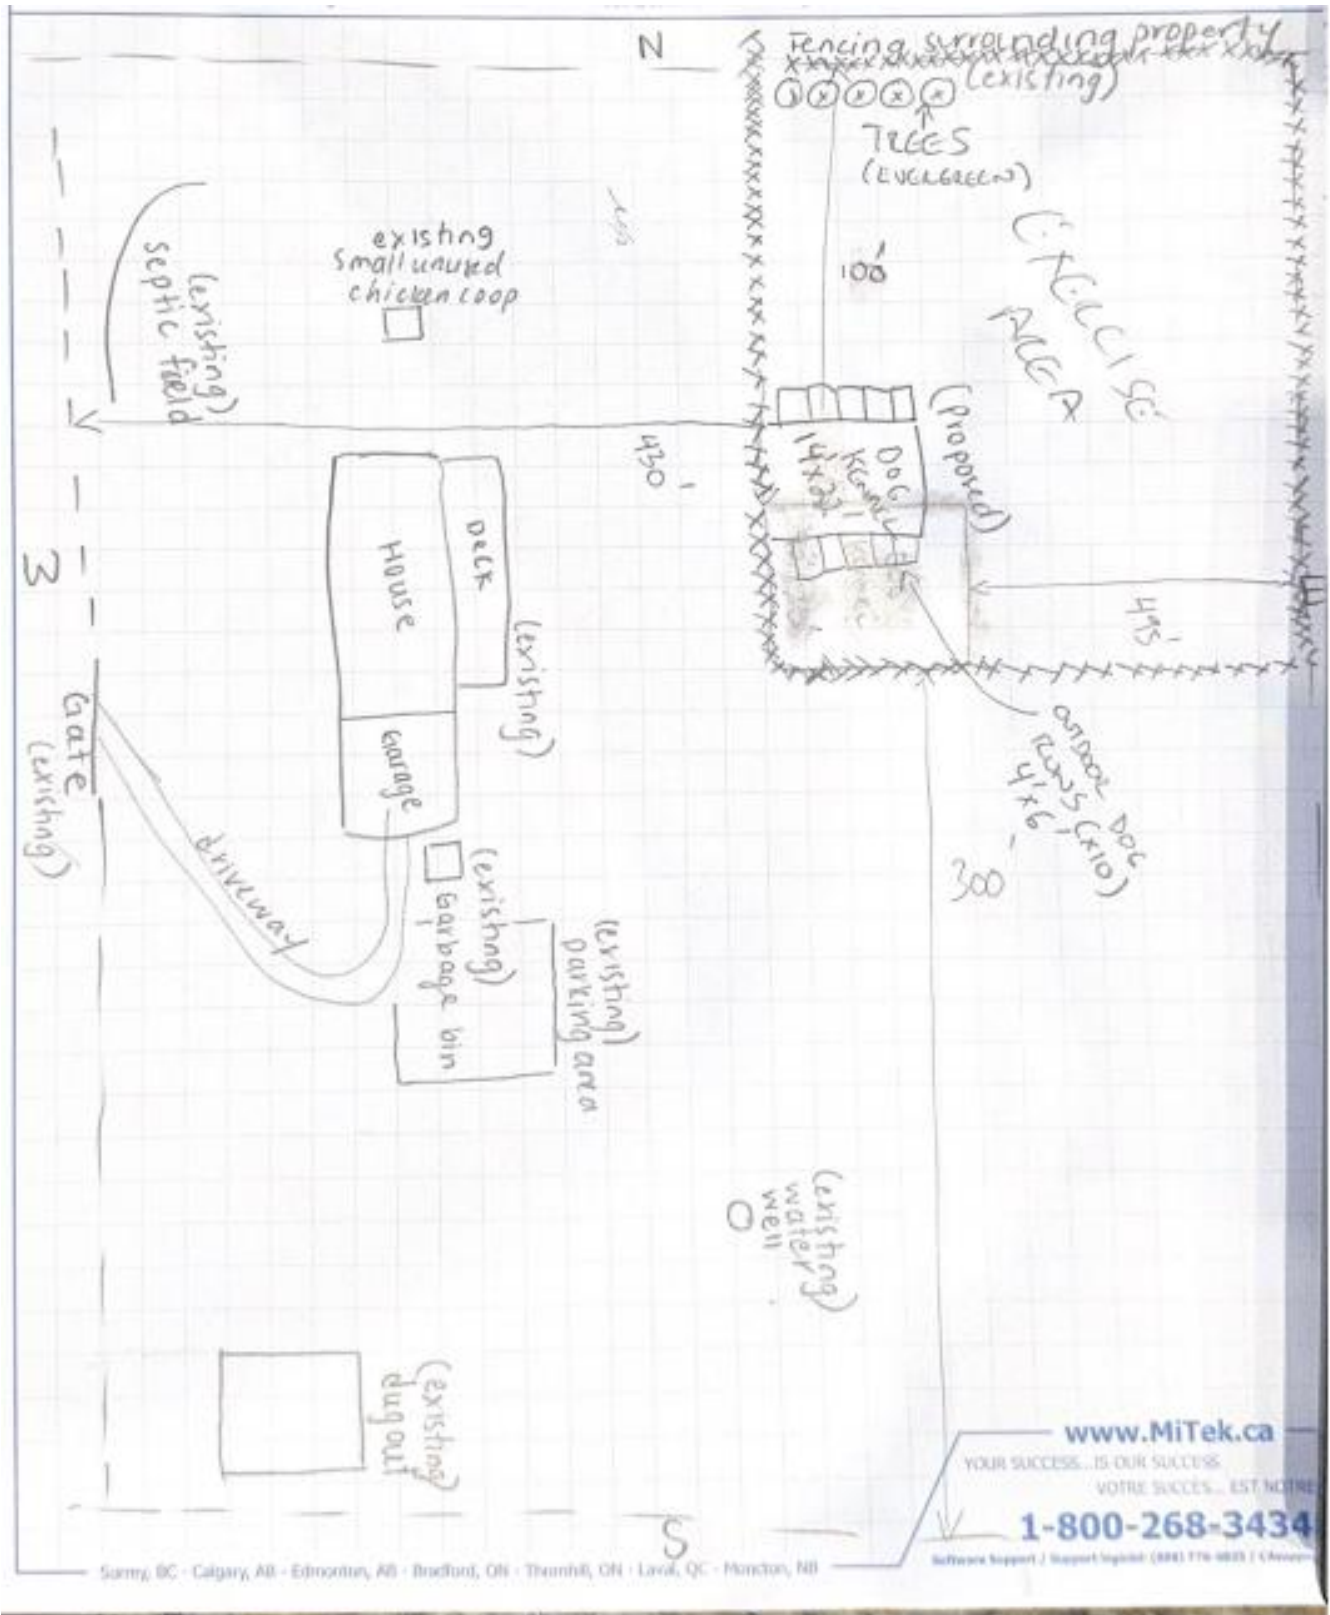 N
Fencing surrounding property
(existing)
TREES
(EVERGREEN)
100'
EXERCISE
AREA
existing
small unused
chicken coop
(existing)
septic field
430'
(proposed)
DOG
KENNEL
14'x22'
495'
E
W
House
Deck
(existing)
Garage
Gate
(existing)
driveway
(existing)
Garbage bin
(existing)
parking area
OUTDOOR DOG
RUNS (x10)
4'x6'
300'
(existing)
water
well
(existing)
dugout
S
www.MiTek.ca
YOUR SUCCESS... IS OUR SUCCESS
VOTRE SUCCÈS... EST NOTRE
1-800-268-3434
Surrey, BC - Calgary, AB - Edmonton, AB - Bradford, ON - Thornhill, ON - Laval, QC - Moncton, NB